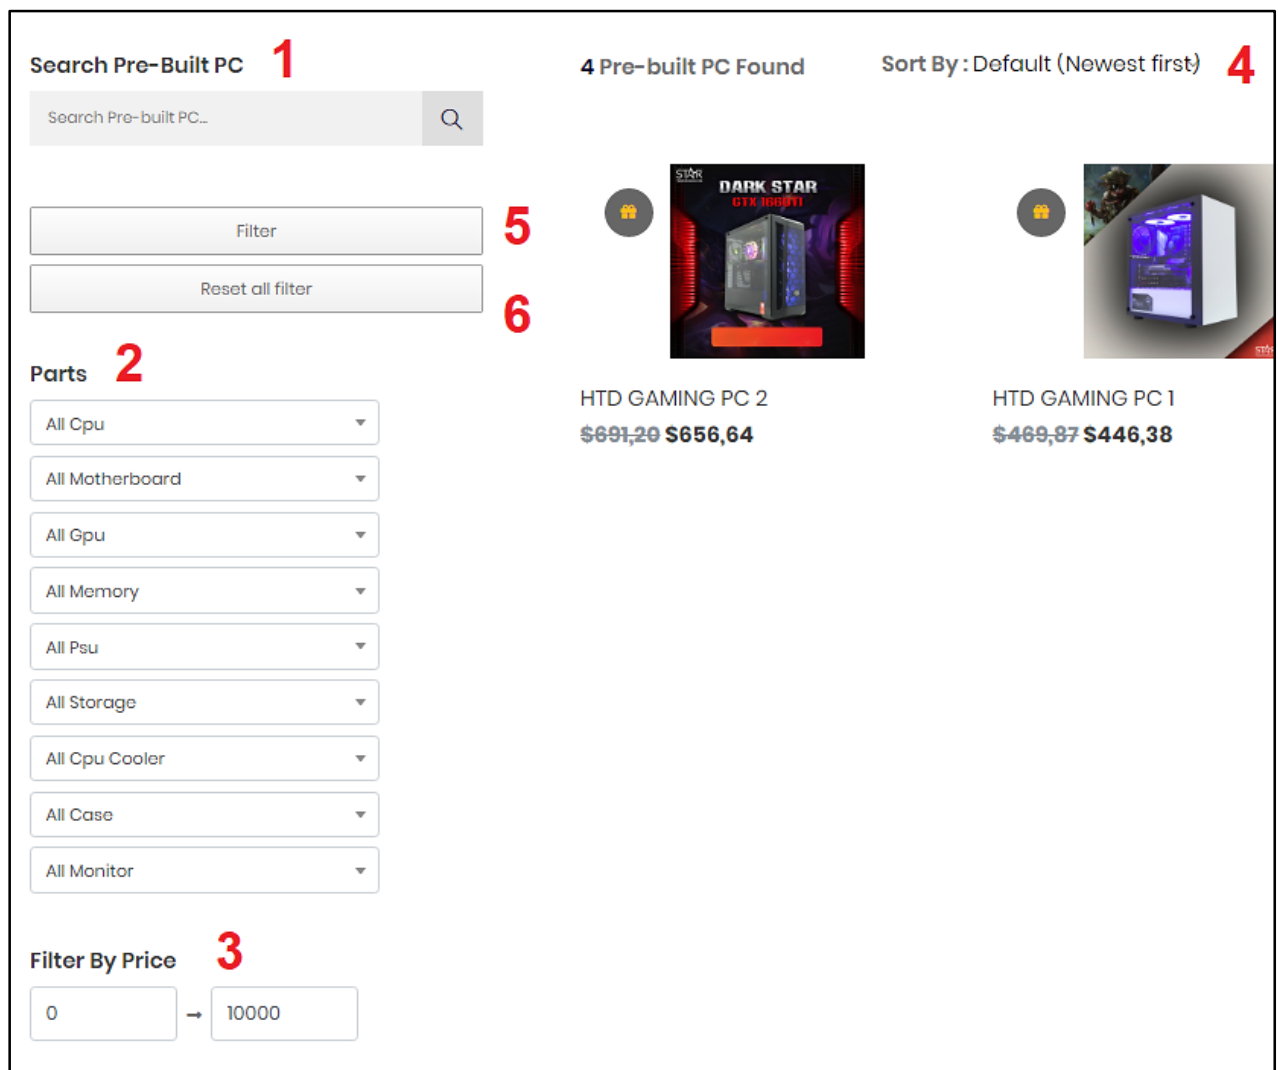 Search Pre-Built PC 1
Search Pre-built PC...
Filter 5
Reset all filter 6
Parts 2
All Cpu
All Motherboard
All Gpu
All Memory
All Psu
All Storage
All Cpu Cooler
All Case
All Monitor
Filter By Price 3
0 → 10000
4 Pre-built PC Found
Sort By : Default (Newest first) 4
STAR
DARK STAR
GTX 1660TI
HTD GAMING PC 2
$691,20 $656,64
HTD GAMING PC 1
$469,87 $446,38